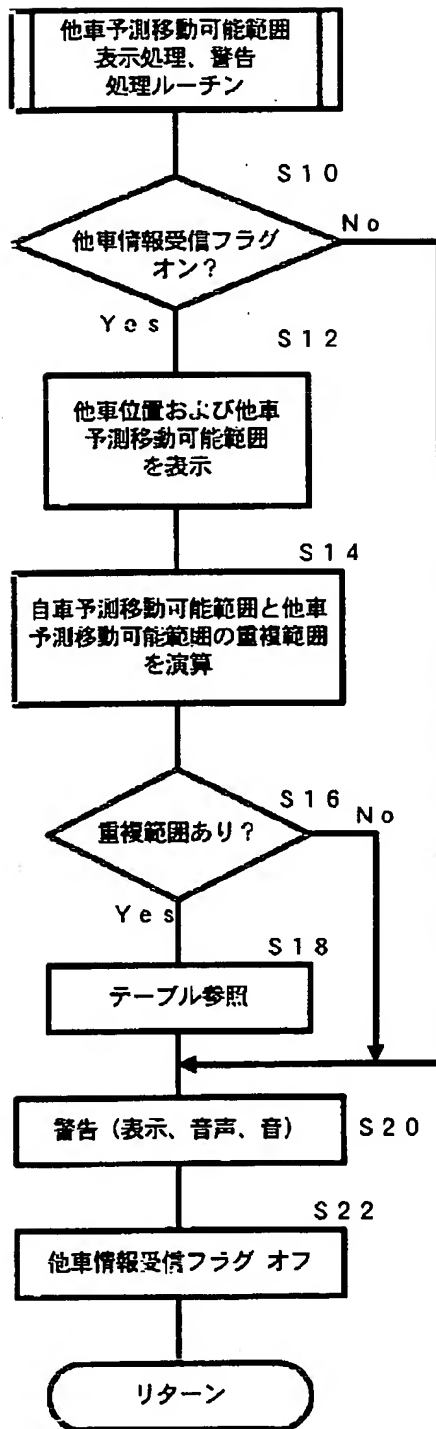 他車予測移動可能範囲
表示処理、警告
処理ルーチン
S10
他車情報受信フラグ
オン？
No
Yes
S12
他車位置および他車
予測移動可能範囲
を表示
S14
自車予測移動可能範囲と他車
予測移動可能範囲の重複範囲
を演算
S16
重複範囲あり？
No
Yes
S18
テーブル参照
警告（表示、音声、音）
S20
S22
他車情報受信フラグ オフ
リターン